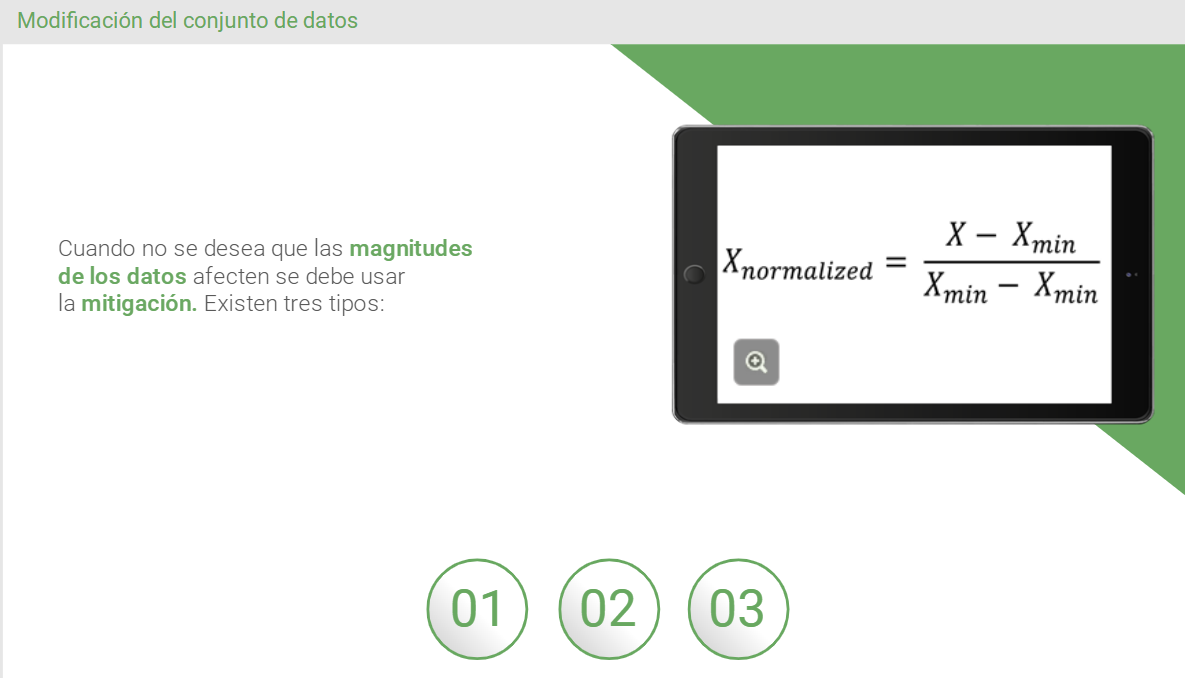 Modificación del conjunto de datos
Cuando no se desea que las magnitudes
de los datos afecten se debe usar
la mitigación. Existen tres tipos:
X_normalized = (X − X_min) / (X_min − X_min)
01 02 03